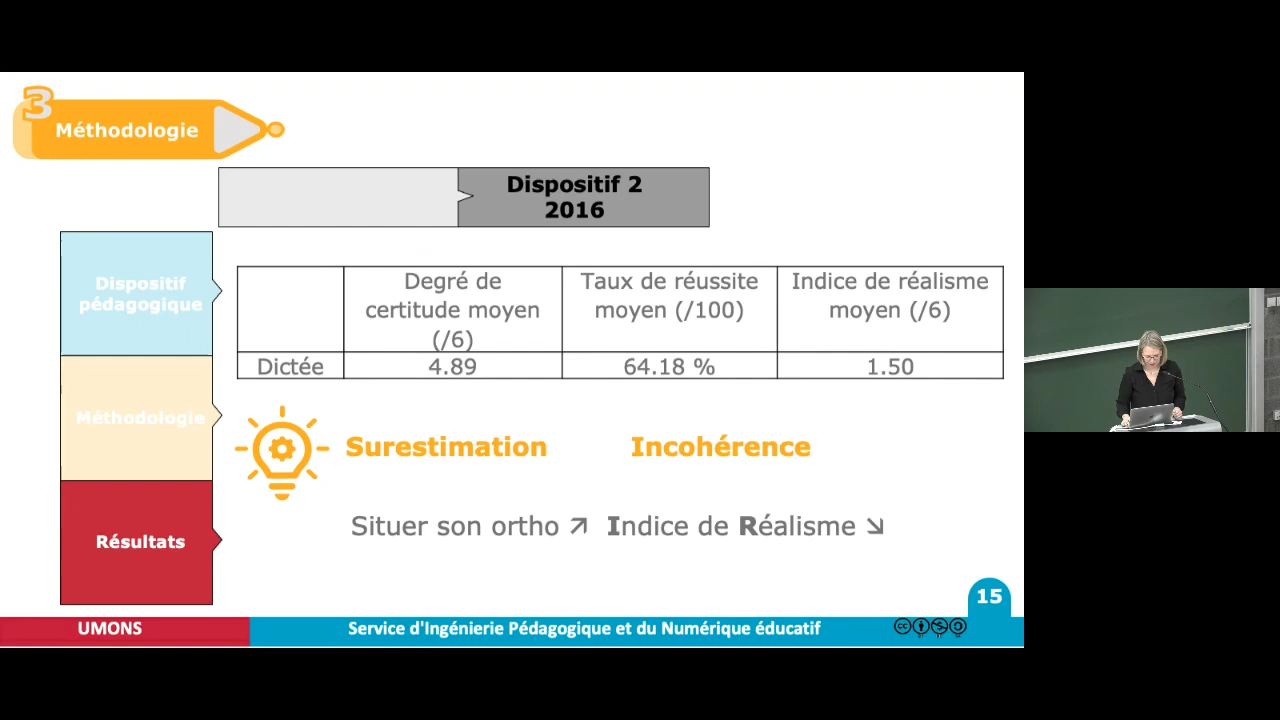 3
Méthodologie
Dispositif 2
2016
Dispositif
pédagogique
Méthodologie
Résultats
Degré de
certitude moyen
(/6)
Taux de réussite
moyen (/100)
Indice de réalisme
moyen (/6)
Dictée
4.89
64.18 %
1.50
Surestimation
Incohérence
Situer son ortho ↗ Indice de Réalisme ↘
15
UMONS
Service d'Ingénierie Pédagogique et du Numérique éducatif